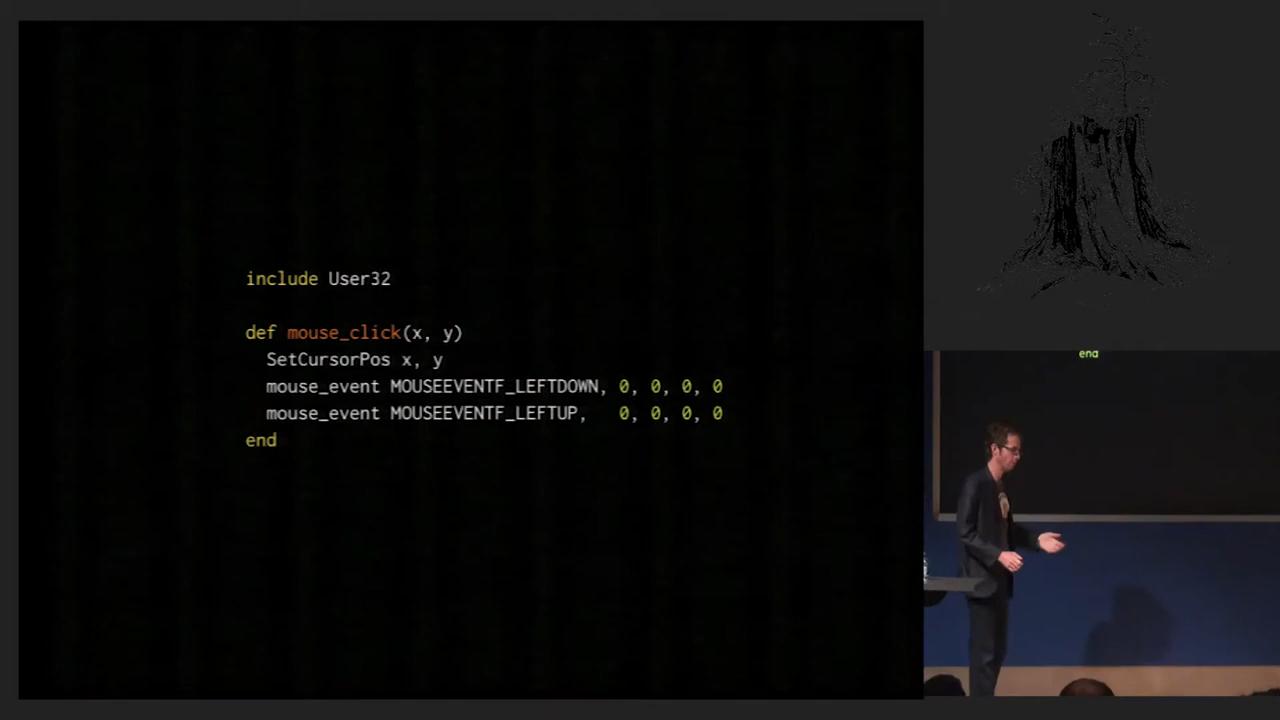 include User32
def mouse_click(x, y)
SetCursorPos x, y
mouse_event MOUSEEVENTF_LEFTDOWN, 0, 0, 0, 0
mouse_event MOUSEEVENTF_LEFTUP, 0, 0, 0, 0
end
end